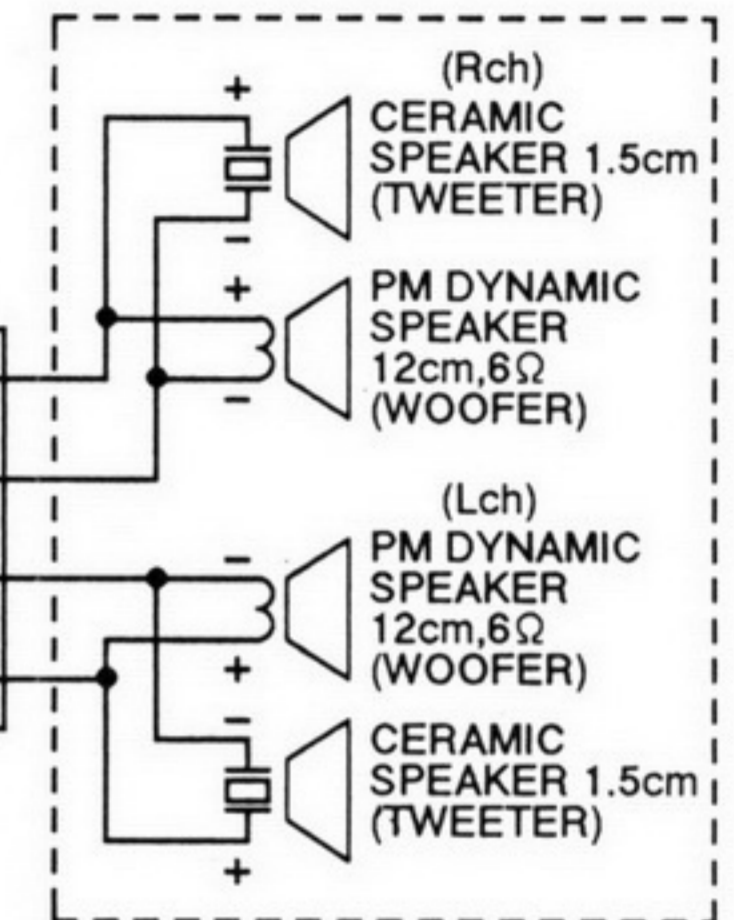 (Rch)
+
CERAMIC
SPEAKER 1.5cm
(TWEETER)
−
+
PM DYNAMIC
SPEAKER
12cm,6Ω
(WOOFER)
−
(Lch)
−
PM DYNAMIC
SPEAKER
12cm,6Ω
(WOOFER)
+
−
CERAMIC
SPEAKER 1.5cm
(TWEETER)
+